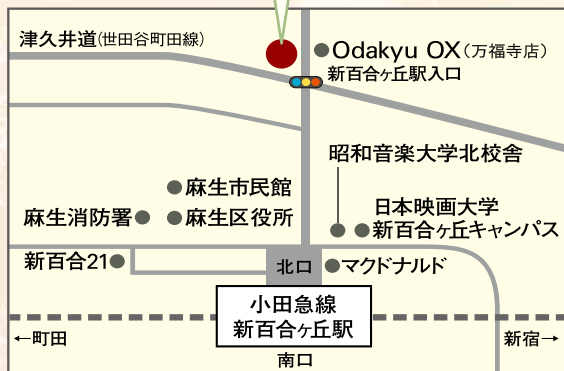 津久井道(世田谷町田線)
Odakyu OX(万福寺店)
新百合ヶ丘駅入口
昭和音楽大学北校舎
麻生市民館
麻生消防署
麻生区役所
日本映画大学
新百合ヶ丘キャンパス
新百合21
北口
マクドナルド
小田急線
新百合ヶ丘駅
←町田
新宿→
南口